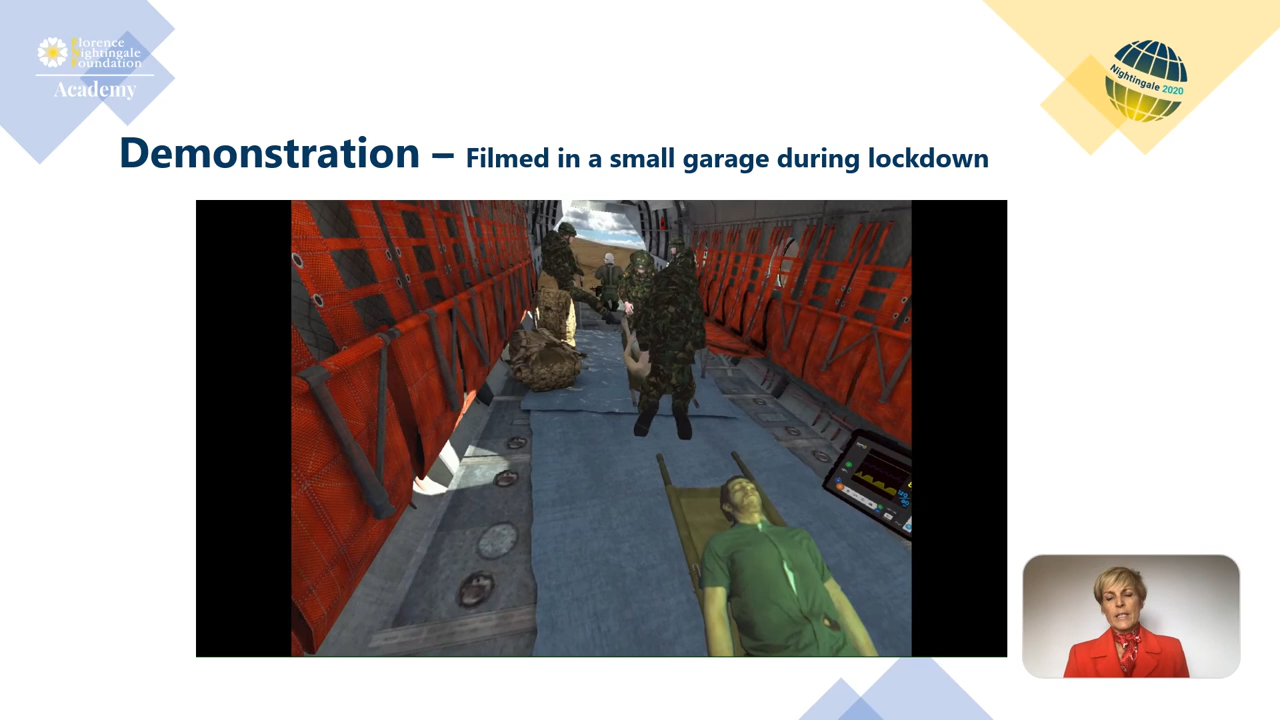 Florence
Nightingale
Foundation
Academy
Nightingale 2020
Demonstration – Filmed in a small garage during lockdown